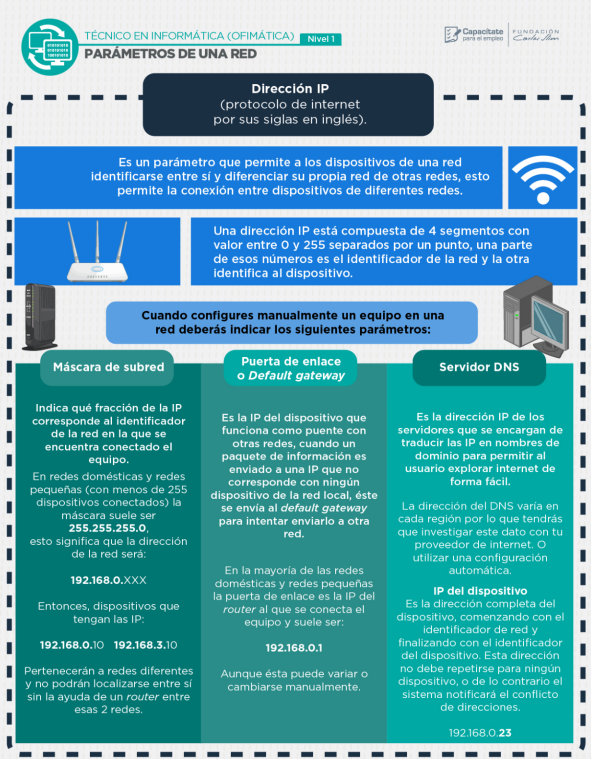 TÉCNICO EN INFORMÁTICA (OFIMÁTICA) Nivel 1
PARÁMETROS DE UNA RED
Capacítate
para el empleo
FUNDACIÓN
Carlos Slim
Dirección IP
(protocolo de internet
por sus siglas en inglés).
Es un parámetro que permite a los dispositivos de una red
identificarse entre sí y diferenciar su propia red de otras redes, esto
permite la conexión entre dispositivos de diferentes redes.
Una dirección IP está compuesta de 4 segmentos con
valor entre 0 y 255 separados por un punto, una parte
de esos números es el identificador de la red y la otra
identifica al dispositivo.
Cuando configures manualmente un equipo en una
red deberás indicar los siguientes parámetros:
Máscara de subred
Indica qué fracción de la IP
corresponde al identificador
de la red en la que se
encuentra conectado el
equipo.
En redes domésticas y redes
pequeñas (con menos de 255
dispositivos conectados) la
máscara suele ser
255.255.255.0,
esto significa que la dirección
de la red será:
192.168.0.XXX
Entonces, dispositivos que
tengan las IP:
192.168.0.10 192.168.3.10
Pertenecerán a redes diferentes
y no podrán localizarse entre sí
sin la ayuda de un router entre
esas 2 redes.
Puerta de enlace
o Default gateway
Es la IP del dispositivo que
funciona como puente con
otras redes, cuando un
paquete de información es
enviado a una IP que no
corresponde con ningún
dispositivo de la red local, éste
se envía al default gateway
para intentar enviarlo a otra
red.
En la mayoría de las redes
domésticas y redes pequeñas
la puerta de enlace es la IP del
router al que se conecta el
equipo y suele ser:
192.168.0.1
Aunque ésta puede variar o
cambiarse manualmente.
Servidor DNS
Es la dirección IP de los
servidores que se encargan de
traducir las IP en nombres de
dominio para permitir al
usuario explorar internet de
forma fácil.
La dirección del DNS varía en
cada región por lo que tendrás
que investigar este dato con tu
proveedor de internet. O
utilizar una configuración
automática.
IP del dispositivo
Es la dirección completa del
dispositivo, comenzando con el
identificador de red y
finalizando con el identificador
del dispositivo. Esta dirección
no debe repetirse para ningún
dispositivo, o de lo contrario el
sistema notificará el conflicto
de direcciones.
192.168.0.23